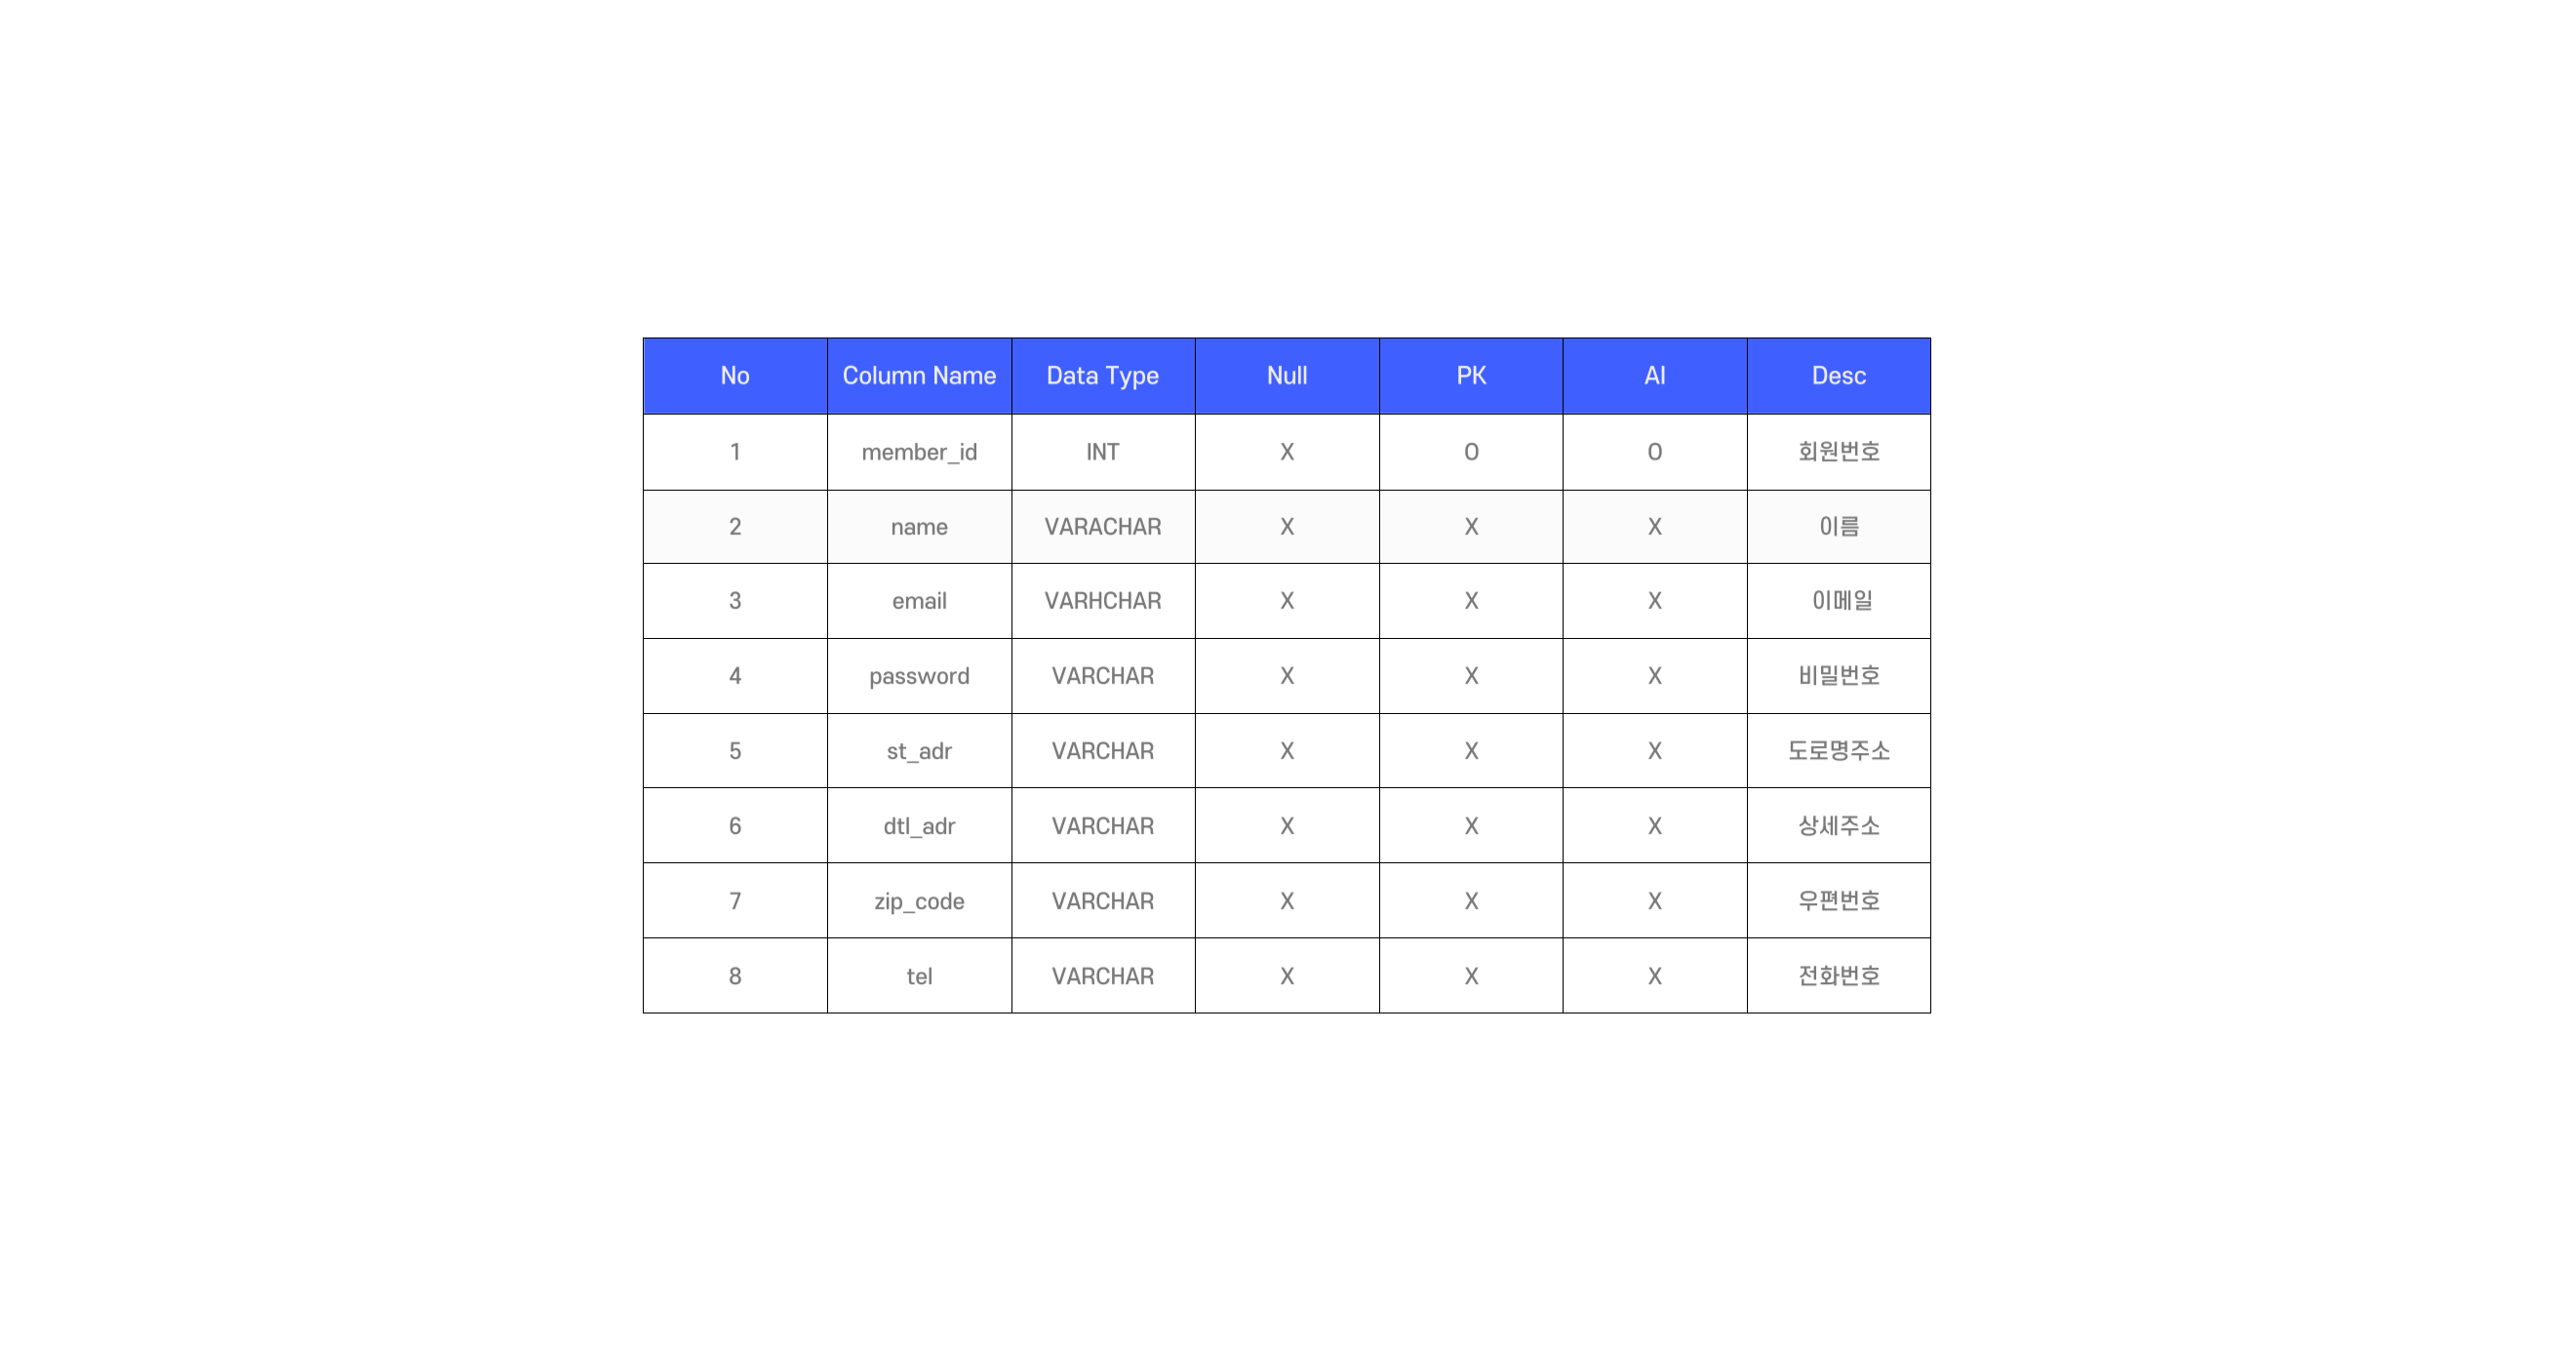 No Column Name Data Type Null PK AI Desc
1 member_id INT X O O 회원번호
2 name VARACHAR X X X 이름
3 email VARHCHAR X X X 이메일
4 password VARCHAR X X X 비밀번호
5 st_adr VARCHAR X X X 도로명주소
6 dtl_adr VARCHAR X X X 상세주소
7 zip_code VARCHAR X X X 우편번호
8 tel VARCHAR X X X 전화번호